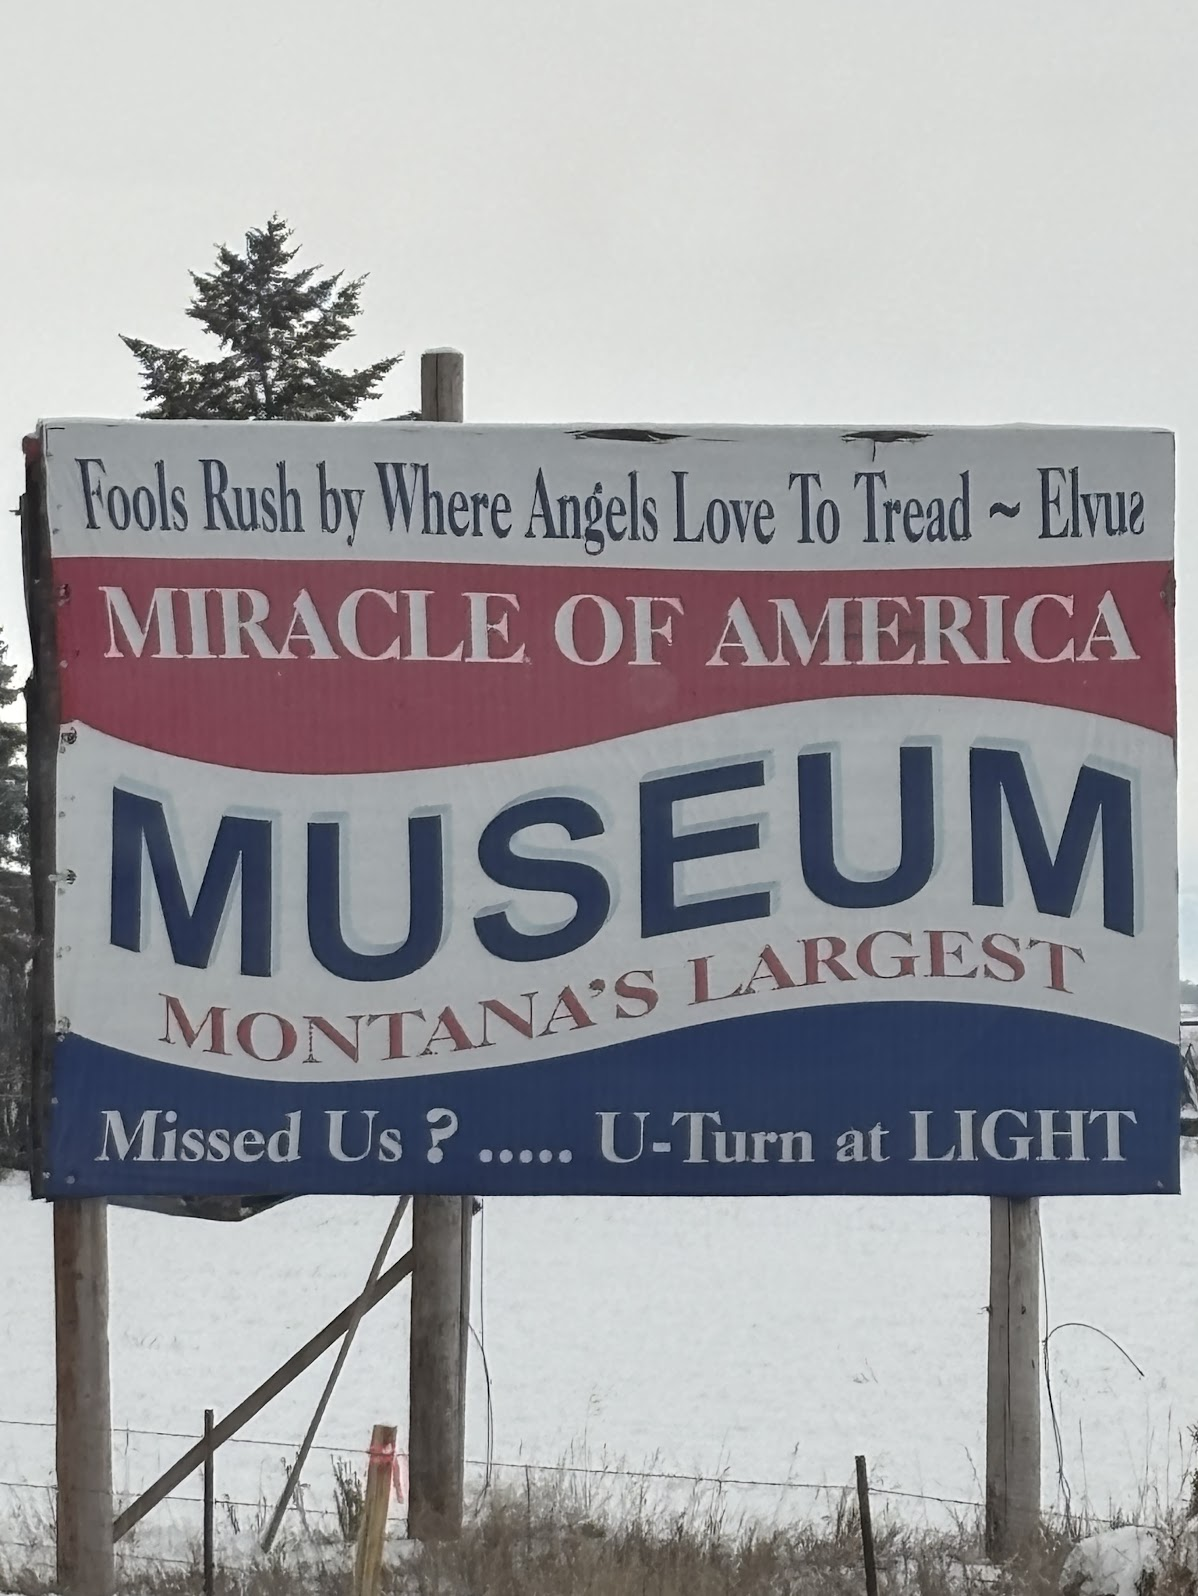 Fools Rush by Where Angels Love To Tread ~ Elvus
MIRACLE OF AMERICA
MUSEUM
MONTANA'S LARGEST
Missed Us ? ..... U-Turn at LIGHT